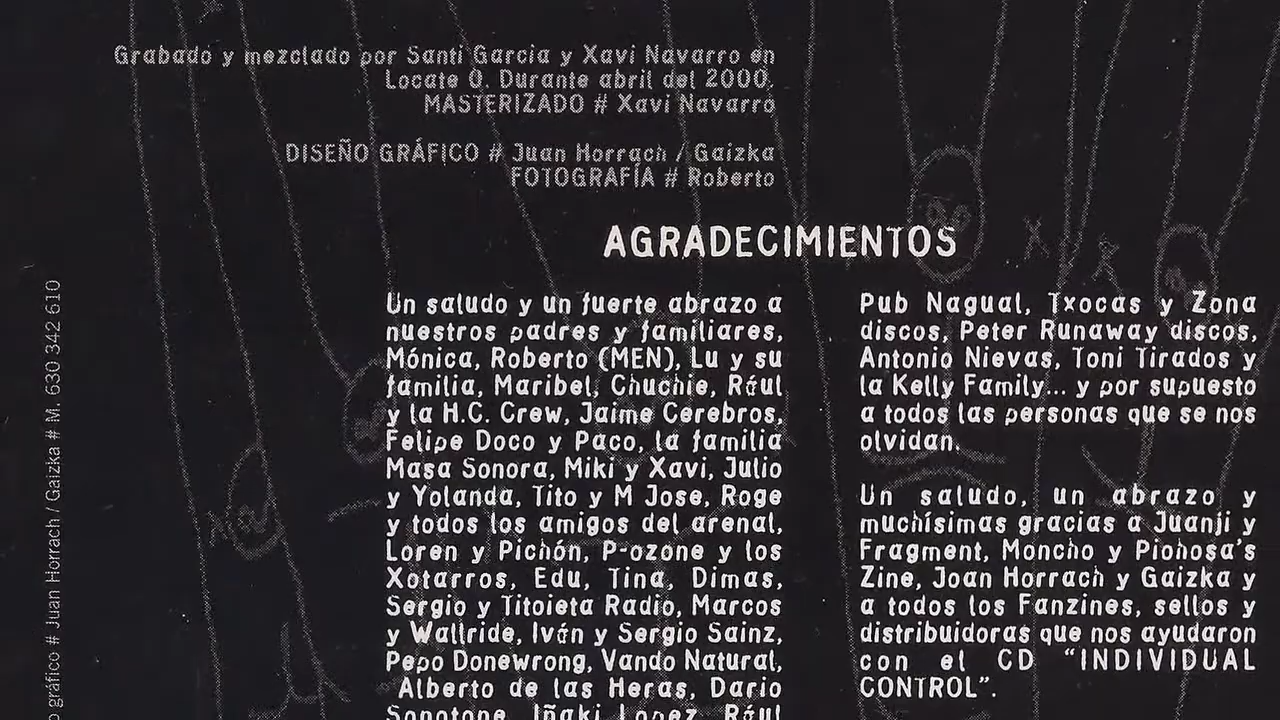 Grabado y mezclado por Santi Garcia y Xavi Navarro en
Locate Q. Durante abril del 2000.
MASTERIZADO # Xavi Navarro
DISEÑO GRÁFICO # Juan Horrach / Gaizka
FOTOGRAFÍA # Roberto
AGRADECIMIENTOS
Un saludo y un fuerte abrazo a
nuestros padres y familiares,
Mónica, Roberto (MEN), Lu y su
familia, Maribel, Chuchie, Rául
y la H.C. Crew, Jaime Cerebros,
Felipe Doco y Paco, la familia
Masa Sonora, Miki y Xavi, Julio
y Yolanda, Tito y M Jose, Roge
y todos los amigos del arenal,
Loren y Pichón, P-ozone y los
Xotarros, Edu, Tina, Dimas,
Sergio y Titoieta Radio, Marcos
y Wallride, Iván y Sergio Sainz,
Pepo Donewrong, Vando Natural,
Alberto de las Heras, Dario
Sonotone, Iñaki Lopez, Rául
Pub Nagual, Txocas y Zona
discos, Peter Runaway discos,
Antonio Nievas, Toni Tirados y
la Kelly Family... y por supuesto
a todos las personas que se nos
olvidan.
Un saludo, un abrazo y
muchísimas gracias a Juanji y
Fragment, Moncho y Piohosa's
Zine, Joan Horrach y Gaizka y
a todos los Fanzines, sellos y
distribuidoras que nos ayudaron
con el CD "INDIVIDUAL
CONTROL".
o gráfico # Juan Horrach / Gaizka # M. 630 342 610